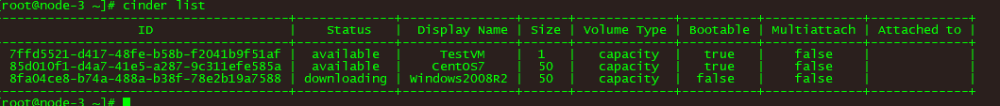 [root@node-3 ~]# cinder list
+--------------------------------------+-------------+---------------+------+-------------+----------+-------------+-------------+
| ID | Status | Display Name | Size | Volume Type | Bootable | Multiattach | Attached to |
+--------------------------------------+-------------+---------------+------+-------------+----------+-------------+-------------+
| 7ffd5521-d417-48fe-b58b-f2041b9f51af | available | TestVM | 1 | capacity | true | false | |
| 85d010f1-d4a7-41e5-a287-9c311efe585a | available | CentOS7 | 50 | capacity | true | false | |
| 8fa04ce8-b74a-488a-b38f-78e2b19a7588 | downloading | Windows2008R2 | 50 | capacity | false | false | |
+--------------------------------------+-------------+---------------+------+-------------+----------+-------------+-------------+
[root@node-3 ~]#